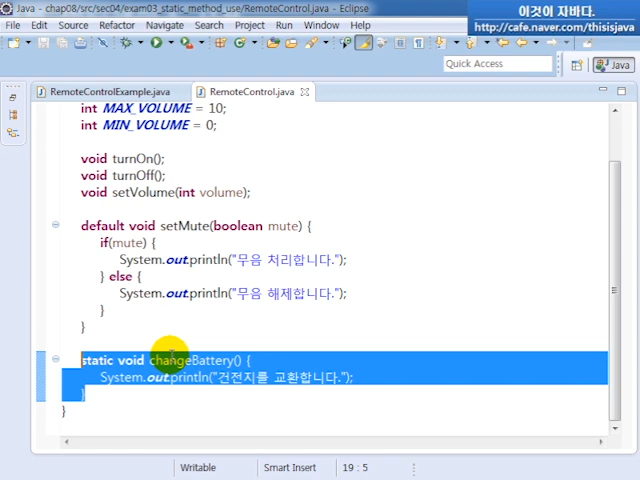 Java - chap08/src/sec04/exam03_static_method_use/RemoteControl.java - Eclipse
이것이 자바다.
http://cafe.naver.com/thisisjava
File Edit Source Refactor Navigate Search Project Run Window Help
Quick Access
Java
RemoteControlExample.java RemoteControl.java
int MAX_VOLUME = 10;
int MIN_VOLUME = 0;
void turnOn();
void turnOff();
void setVolume(int volume);
default void setMute(boolean mute) {
if(mute) {
System.out.println("무음 처리합니다.");
} else {
System.out.println("무음 해제합니다.");
}
}
static void changeBattery() {
System.out.println("건전지를 교환합니다.");
}
}
Writable Smart Insert 19 : 5